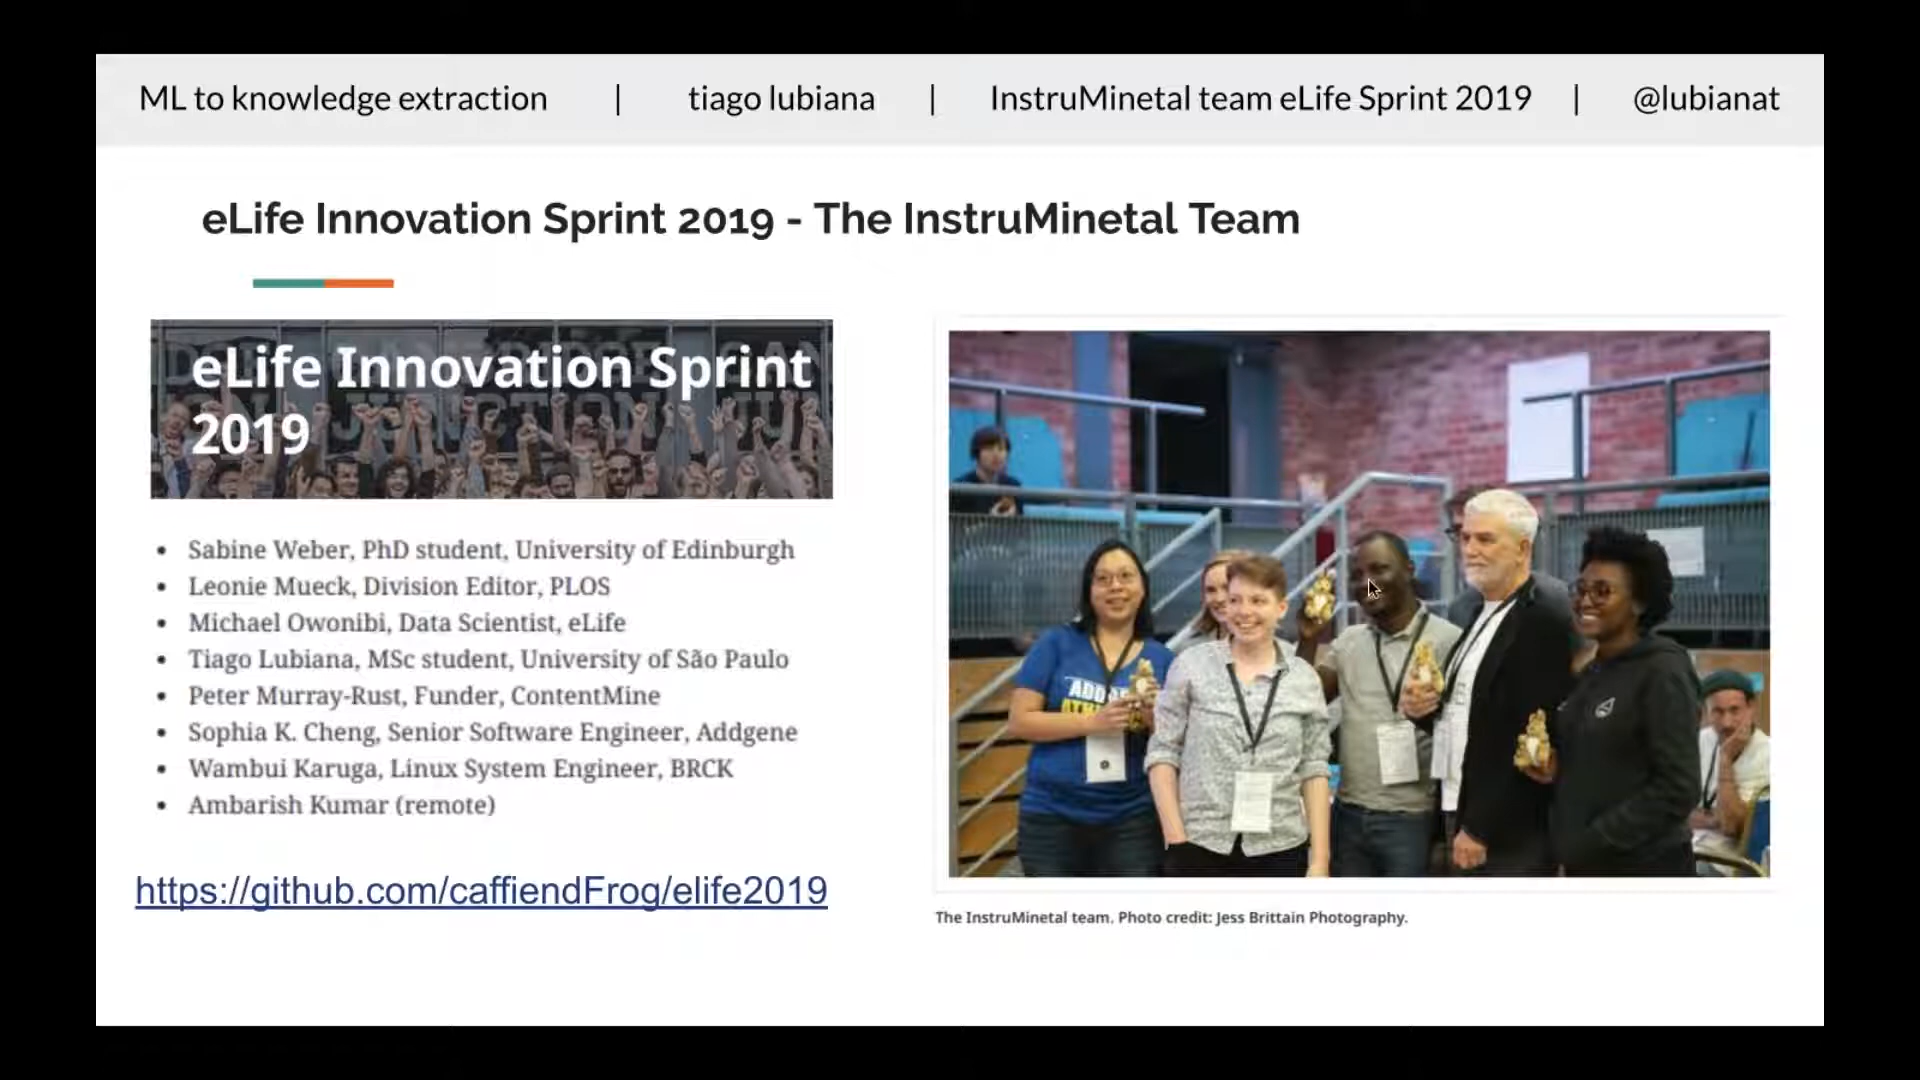 ML to knowledge extraction | tiago lubiana | InstruMinetal team eLife Sprint 2019 | @lubianat
eLife Innovation Sprint 2019 - The InstruMinetal Team
eLife Innovation Sprint
2019
• Sabine Weber, PhD student, University of Edinburgh
• Leonie Mueck, Division Editor, PLOS
• Michael Owonibi, Data Scientist, eLife
• Tiago Lubiana, MSc student, University of São Paulo
• Peter Murray-Rust, Funder, ContentMine
• Sophia K. Cheng, Senior Software Engineer, Addgene
• Wambui Karuga, Linux System Engineer, BRCK
• Ambarish Kumar (remote)
https://github.com/caffiendFrog/elife2019
The InstruMinetal team. Photo credit: Jess Brittain Photography.